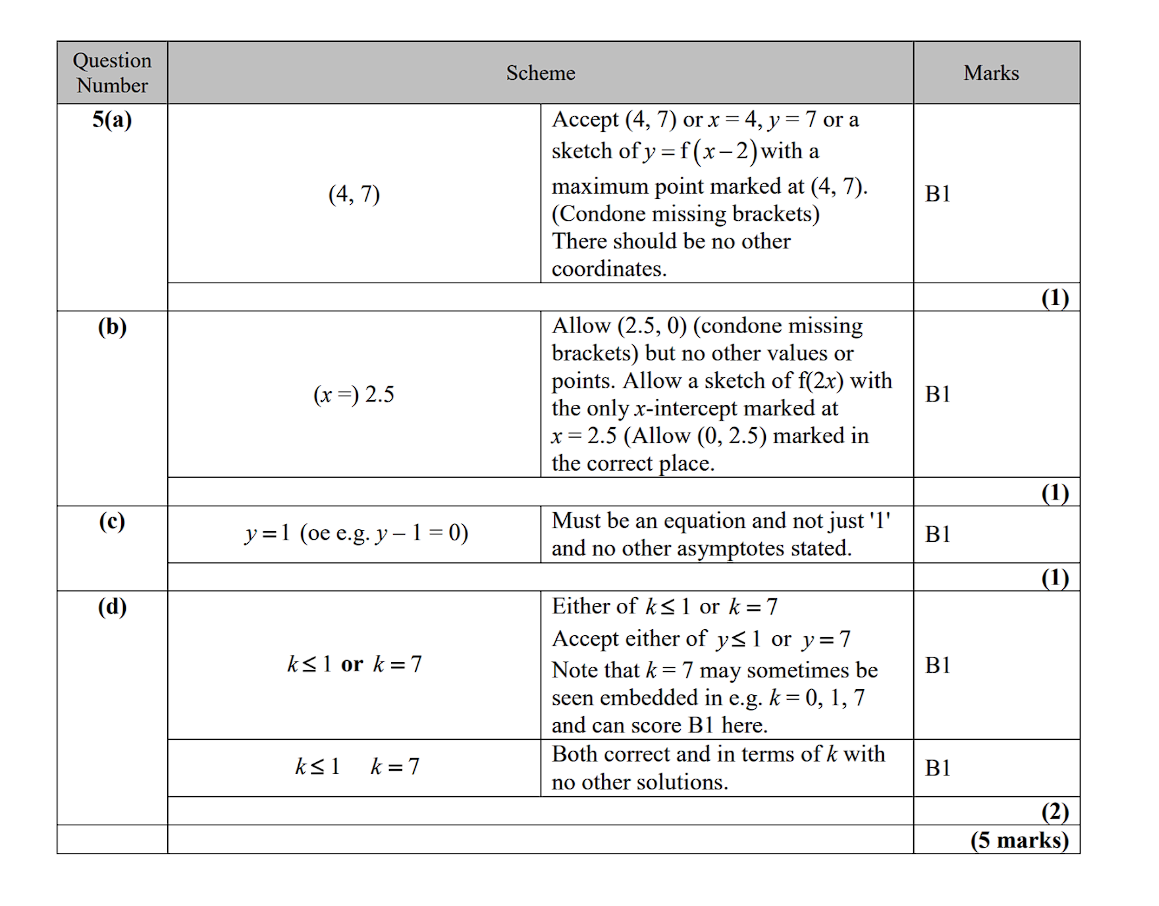 Question
Number
Scheme
Marks
5(a)
(4, 7)
Accept (4, 7) or x = 4, y = 7 or a
sketch of y = f(x − 2) with a
maximum point marked at (4, 7).
(Condone missing brackets)
There should be no other
coordinates.
B1
(1)
(b)
(x =) 2.5
Allow (2.5, 0) (condone missing
brackets) but no other values or
points. Allow a sketch of f(2x) with
the only x-intercept marked at
x = 2.5 (Allow (0, 2.5) marked in
the correct place.
B1
(1)
(c)
y = 1 (oe e.g. y – 1 = 0)
Must be an equation and not just '1'
and no other asymptotes stated.
B1
(1)
(d)
k ≤ 1 or k = 7
Either of k ≤ 1 or k = 7
Accept either of y ≤ 1 or y = 7
Note that k = 7 may sometimes be
seen embedded in e.g. k = 0, 1, 7
and can score B1 here.
B1
k ≤ 1 k = 7
Both correct and in terms of k with
no other solutions.
B1
(2)
(5 marks)